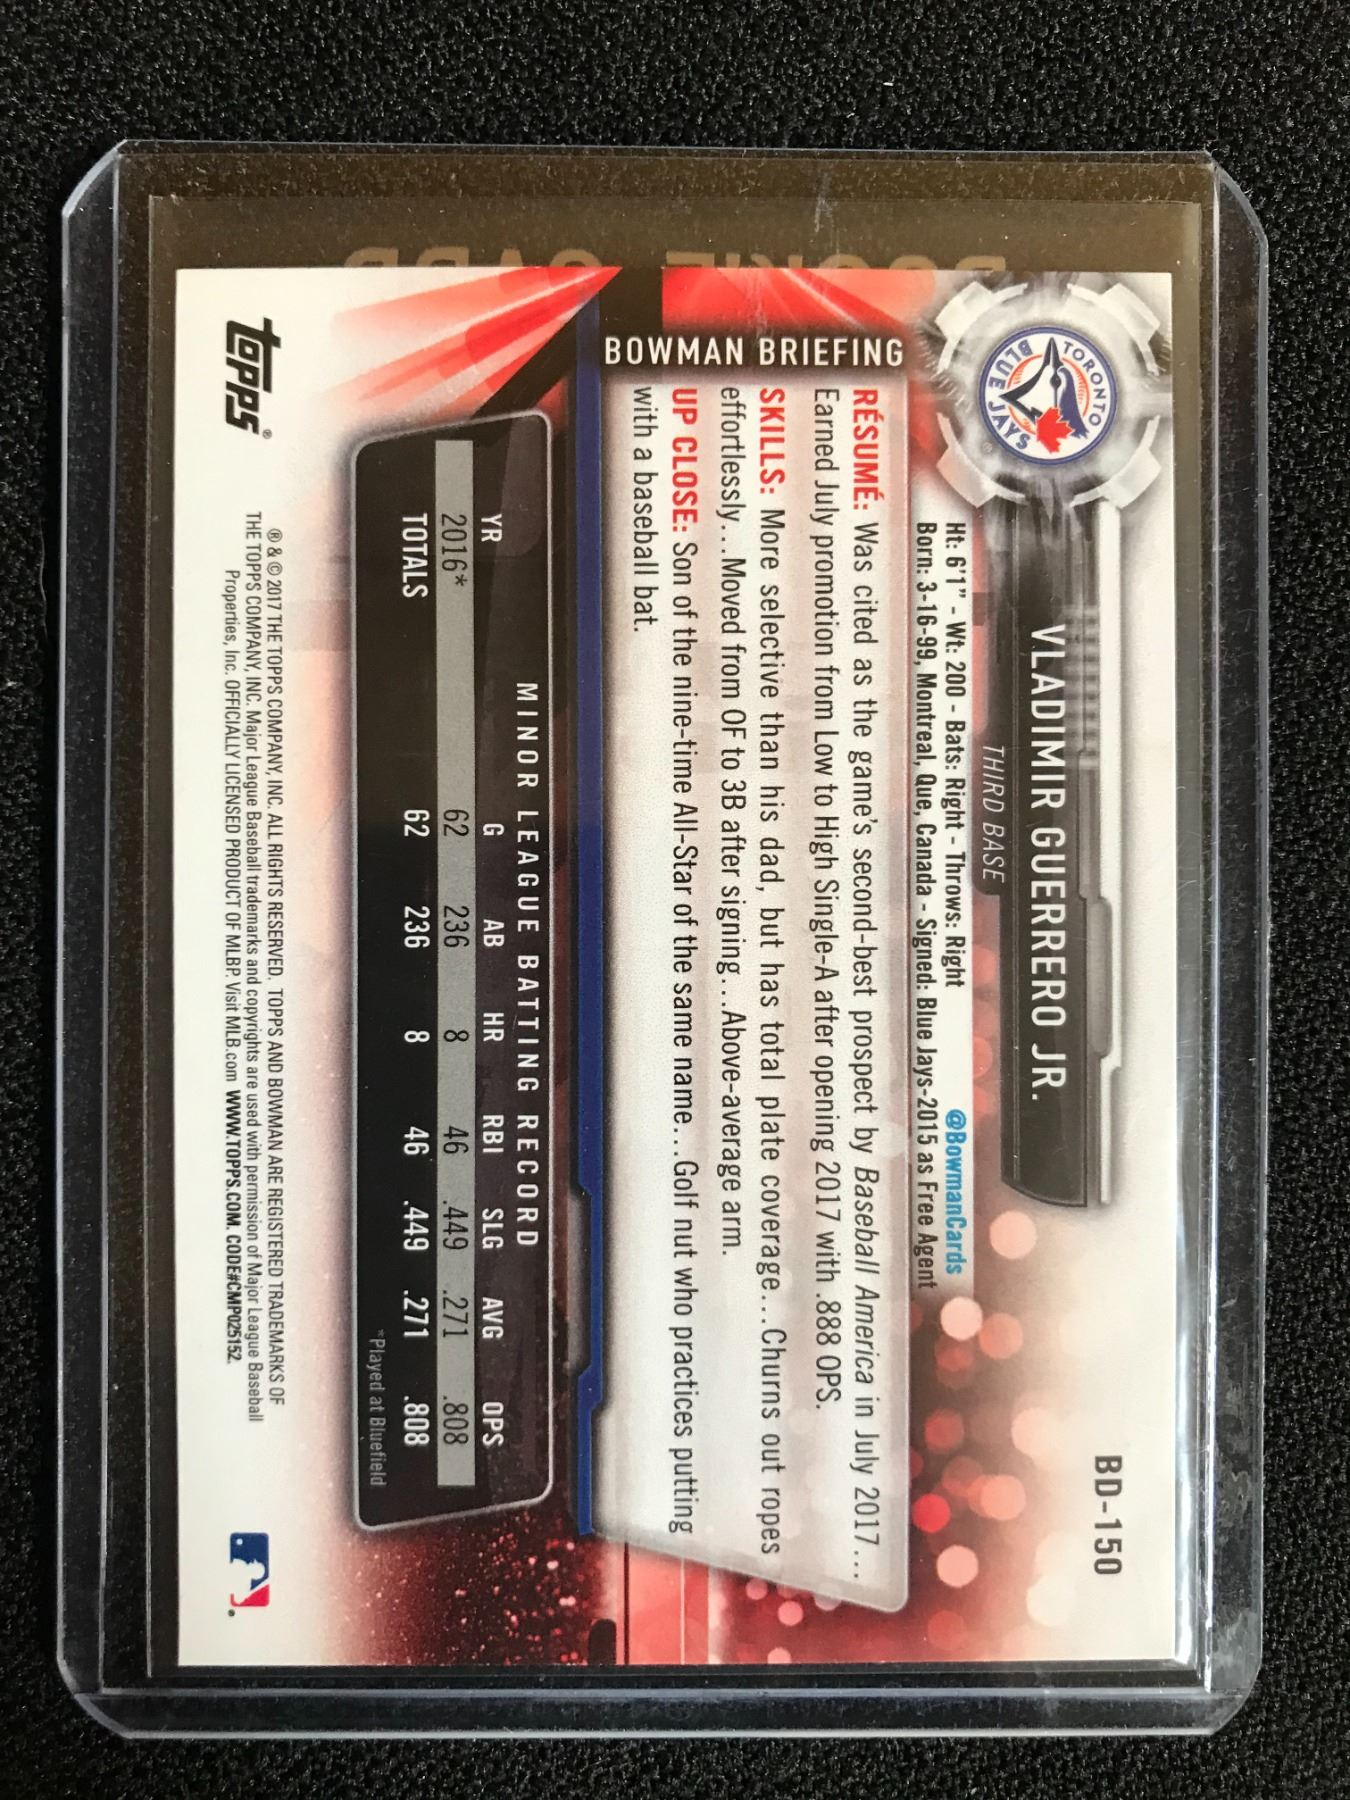 ROOKIE CARD
BD-150
TORONTO
BLUE JAYS
VLADIMIR GUERRERO JR.
THIRD BASE
Ht: 6'1" - Wt: 200 - Bats: Right - Throws: Right @BowmanCards
Born: 3-16-99, Montreal, Que, Canada - Signed: Blue Jays-2015 as Free Agent
BOWMAN BRIEFING
RÉSUMÉ: Was cited as the game's second-best prospect by Baseball America in July 2017...
Earned July promotion from Low to High Single-A after opening 2017 with .888 OPS.
SKILLS: More selective than his dad, but has total plate coverage...Churns out ropes
effortlessly...Moved from OF to 3B after signing...Above-average arm.
UP CLOSE: Son of the nine-time All-Star of the same name...Golf nut who practices putting
with a baseball bat.
MINOR LEAGUE BATTING RECORD
YR G AB HR RBI SLG AVG OPS
2016* 62 236 8 46 .449 .271 .808
TOTALS 62 236 8 46 .449 .271 .808
*Played at Bluefield
topps®
® & © 2017 THE TOPPS COMPANY, INC. ALL RIGHTS RESERVED. TOPPS AND BOWMAN ARE REGISTERED TRADEMARKS OF
THE TOPPS COMPANY, INC. Major League Baseball trademarks and copyrights are used with permission of Major League Baseball
Properties, Inc. OFFICIALLY LICENSED PRODUCT OF MLBP. Visit MLB.com WWW.TOPPS.COM. CODE#CMP025152.